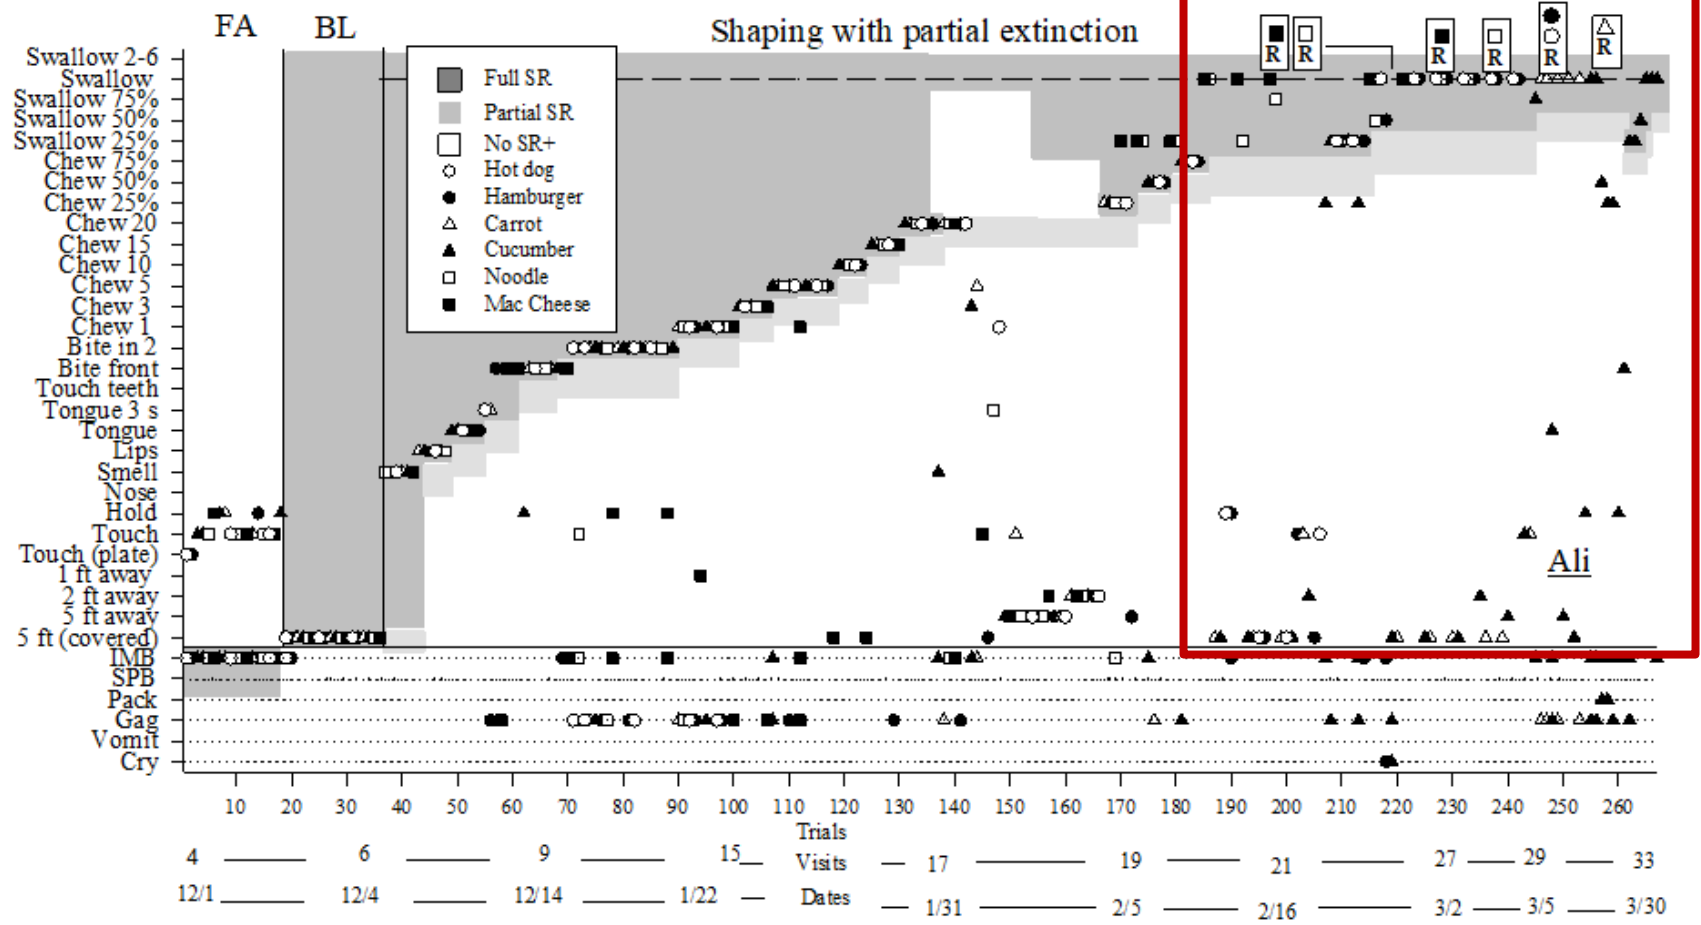 FA BL Shaping with partial extinction
R R R R R R
Swallow 2-6
Swallow
Swallow 75%
Swallow 50%
Swallow 25%
Chew 75%
Chew 50%
Chew 25%
Chew 20
Chew 15
Chew 10
Chew 5
Chew 3
Chew 1
Bite in 2
Bite front
Touch teeth
Tongue 3 s
Tongue
Lips
Smell
Nose
Hold
Touch
Touch (plate)
1 ft away
2 ft away
5 ft away
5 ft (covered)
IMB
SPB
Pack
Gag
Vomit
Cry
Full SR
Partial SR
No SR+
Hot dog
Hamburger
Carrot
Cucumber
Noodle
Mac Cheese
Ali
10 20 30 40 50 60 70 80 90 100 110 120 130 140 150 160 170 180 190 200 210 220 230 240 250 260
Trials
4 6 9 15 Visits 17 19 21 27 29 33
12/1 12/4 12/14 1/22 Dates 1/31 2/5 2/16 3/2 3/5 3/30